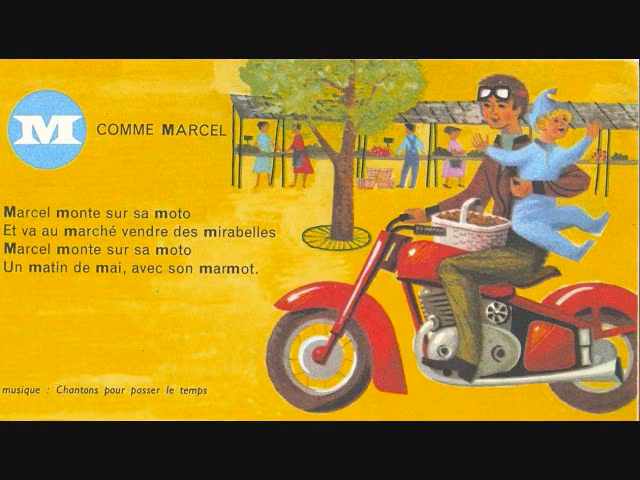 M COMME MARCEL
Marcel monte sur sa moto
Et va au marché vendre des mirabelles
Marcel monte sur sa moto
Un matin de mai, avec son marmot.
musique : Chantons pour passer le temps